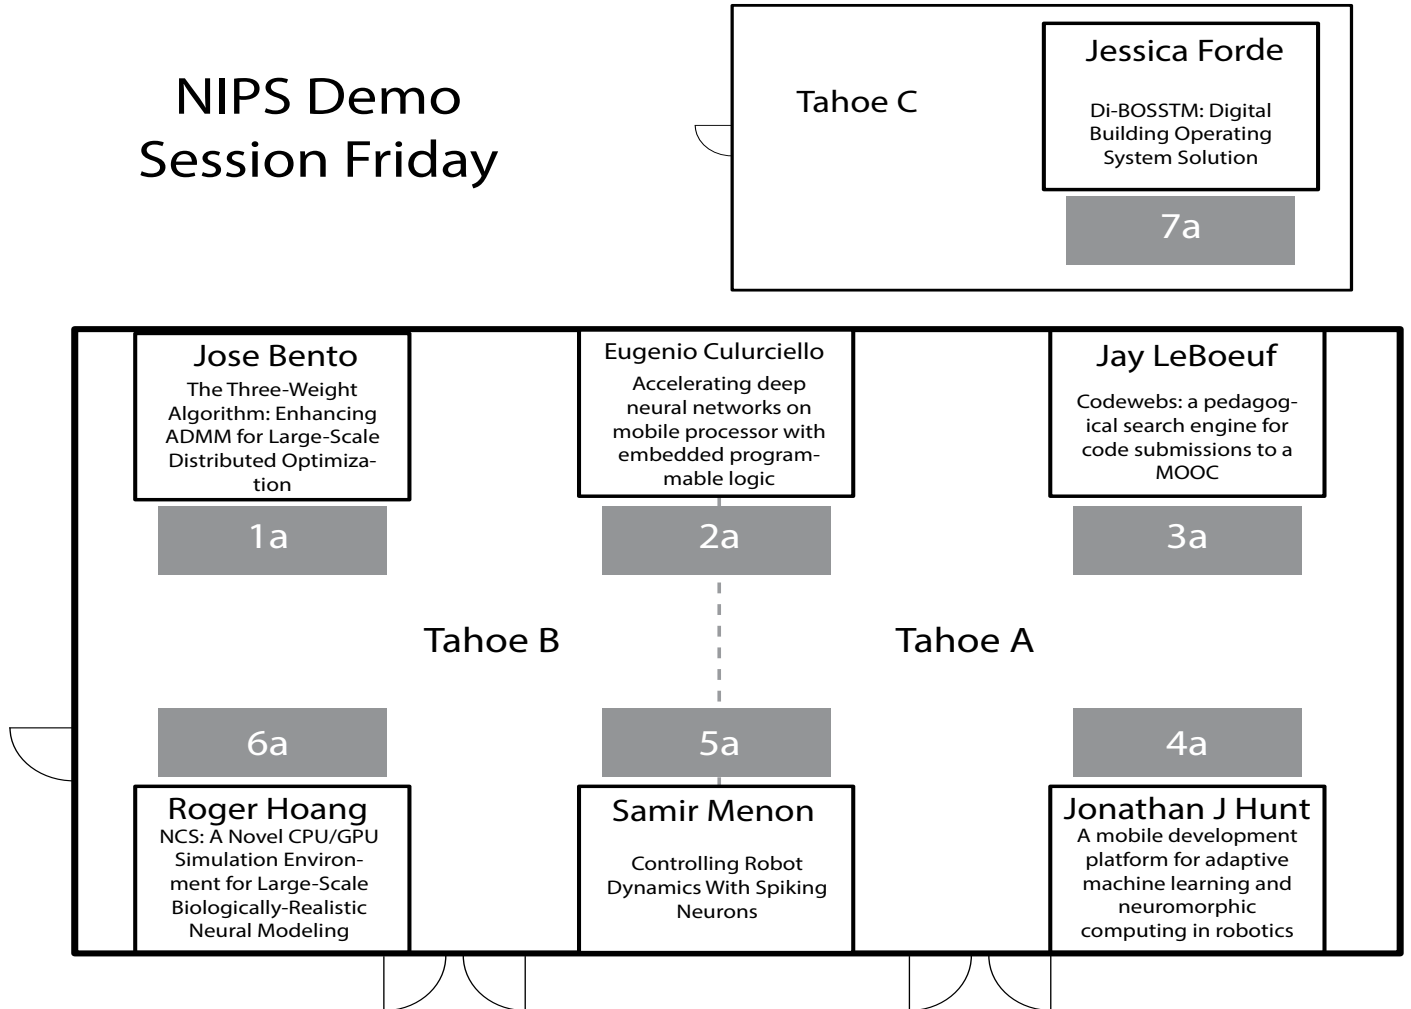 NIPS Demo
Session Friday
Tahoe C
Jessica Forde
Di-BOSSTM: Digital
Building Operating
System Solution
7a
Jose Bento
The Three-Weight
Algorithm: Enhancing
ADMM for Large-Scale
Distributed Optimiza-
tion
1a
Eugenio Culurciello
Accelerating deep
neural networks on
mobile processor with
embedded program-
mable logic
2a
Jay LeBoeuf
Codewebs: a pedagog-
ical search engine for
code submissions to a
MOOC
3a
Tahoe B
Tahoe A
6a
Roger Hoang
NCS: A Novel CPU/GPU
Simulation Environ-
ment for Large-Scale
Biologically-Realistic
Neural Modeling
5a
Samir Menon
Controlling Robot
Dynamics With Spiking
Neurons
4a
Jonathan J Hunt
A mobile development
platform for adaptive
machine learning and
neuromorphic
computing in robotics